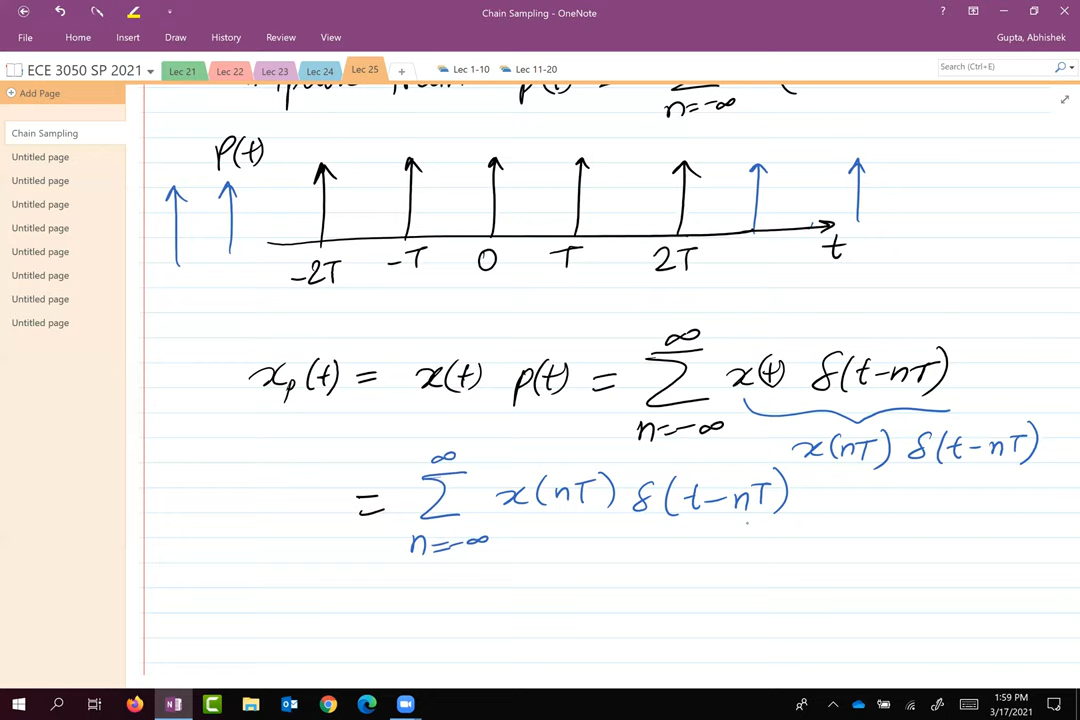 Chain Sampling - OneNote
Gupta, Abhishek
File Home Insert Draw History Review View
ECE 3050 SP 2021 Lec 21 Lec 22 Lec 23 Lec 24 Lec 25 Lec 1-10 Lec 11-20 Search (Ctrl+E)
Add Page
Chain Sampling
Untitled page
Untitled page
Untitled page
Untitled page
Untitled page
Untitled page
Untitled page
Untitled page
n=-∞
P(t)
-2T -T 0 T 2T t
x_p(t) = x(t) p(t) = ∑_{n=-∞}^{∞} x(t) δ(t-nT)
x(nT) δ(t-nT)
= ∑_{n=-∞}^{∞} x(nT) δ(t-nT)
1:59 PM
3/17/2021